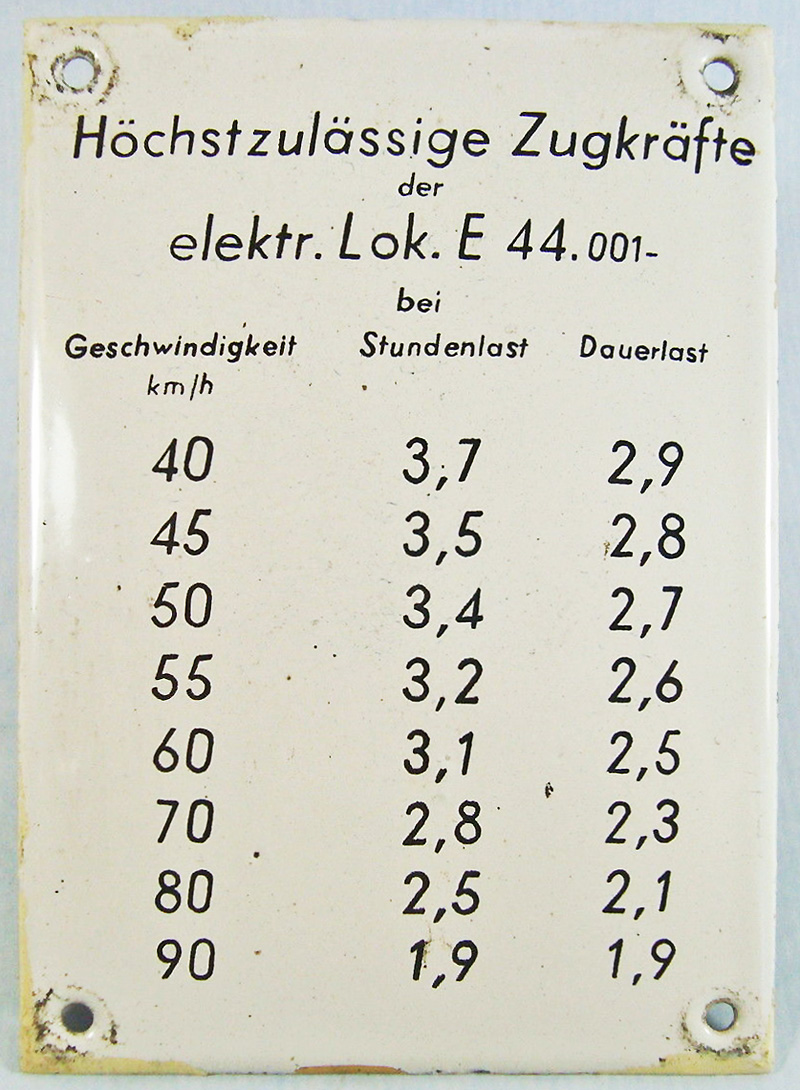 Höchstzulässige Zugkräfte
der
elektr. Lok. E 44.001-
bei
Geschwindigkeit Stundenlast Dauerlast
km/h
40 3,7 2,9
45 3,5 2,8
50 3,4 2,7
55 3,2 2,6
60 3,1 2,5
70 2,8 2,3
80 2,5 2,1
90 1,9 1,9